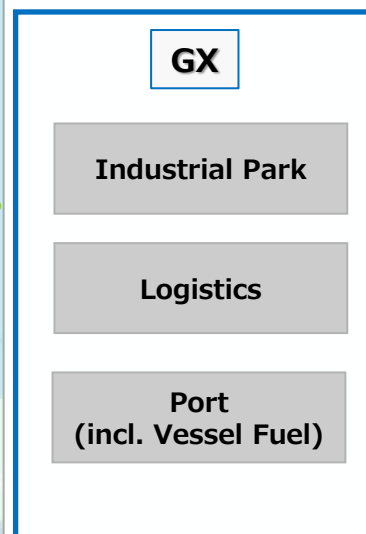 GX
Industrial Park
Logistics
Port
(incl. Vessel Fuel)